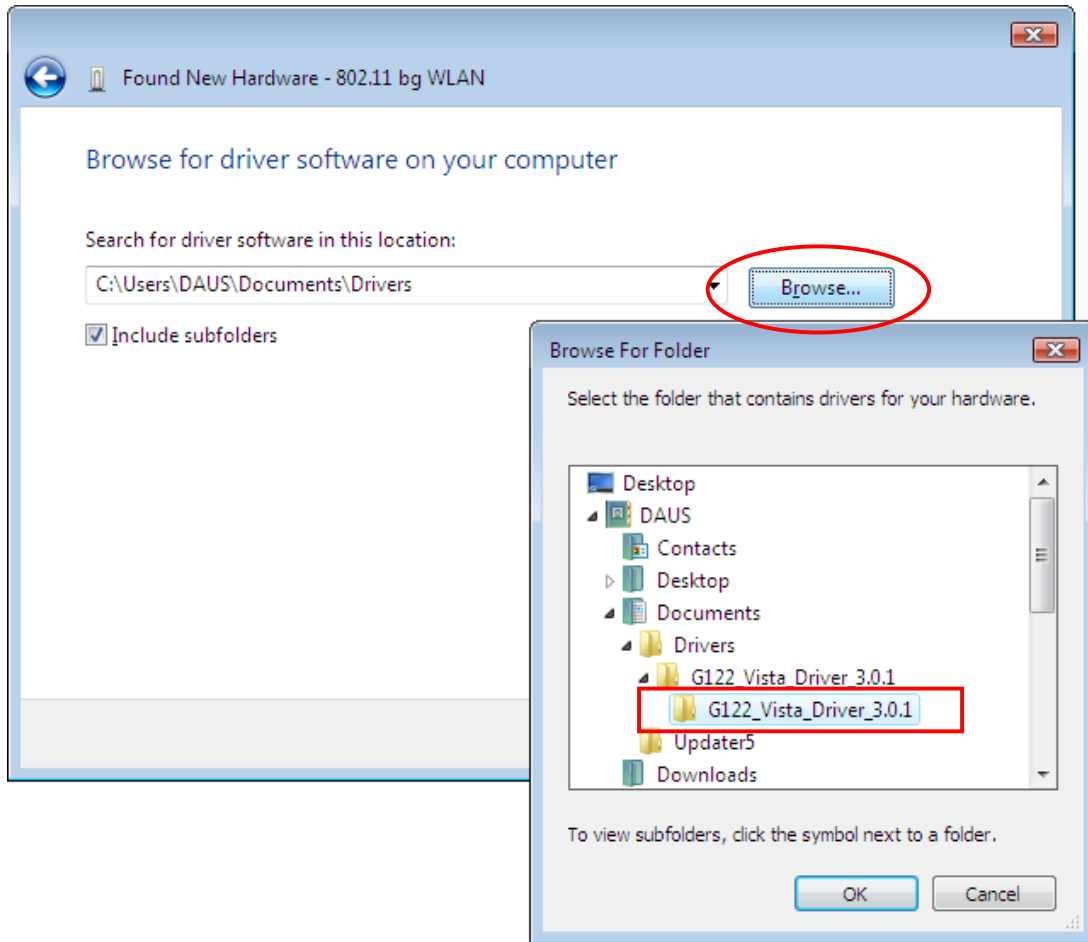 Found New Hardware - 802.11 bg WLAN
Browse for driver software on your computer
Search for driver software in this location:
C:\Users\DAUS\Documents\Drivers
Browse...
Include subfolders
Browse For Folder
Select the folder that contains drivers for your hardware.
Desktop
DAUS
Contacts
Desktop
Documents
Drivers
G122_Vista_Driver_3.0.1
G122_Vista_Driver_3.0.1
Updater5
Downloads
To view subfolders, click the symbol next to a folder.
OK
Cancel